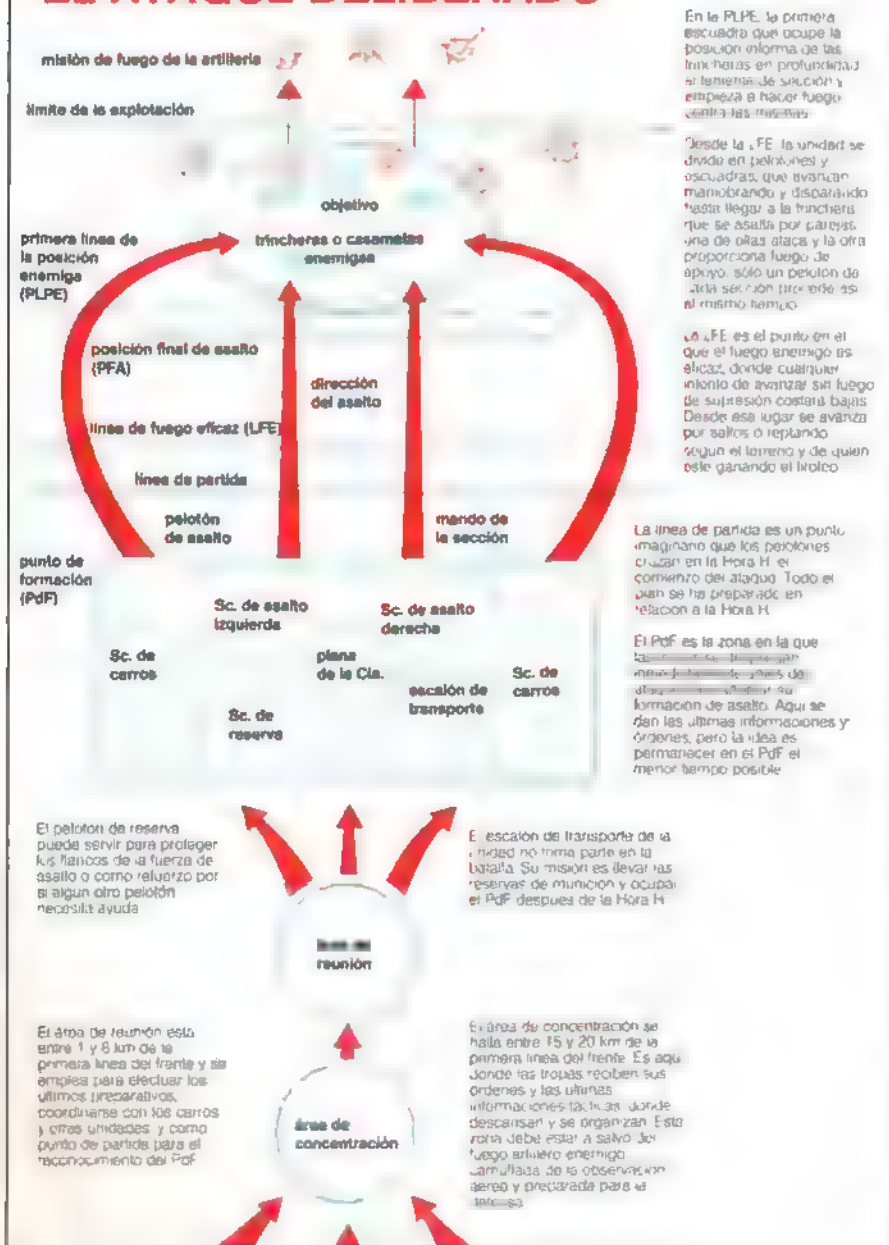 EL ATAQUE DELIBERADO
misión de fuego de la artillería
límite de la explotación
objetivo
trincheras o casamatas
enemigas
primera línea de
la posición
enemiga
(PLPE)
posición final de asalto
(PFA)
dirección
del asalto
línea de fuego eficaz (LFE)
línea de partida
pelotón
de asalto
mando de
la sección
punto de
formación
(PdF)
Sc. de asalto
izquierda
Sc. de asalto
derecha
Sc. de
carros
plana
de la Cía.
Sc. de
carros
escalón de
transporte
Sc. de
reserva
En la PLPE, la primera
escuadra que ocupe la
posición informa de las
trincheras en profundidad
al teniente de sección y
empieza a hacer fuego
contra las mismas
Desde la LFE la unidad se
divide en pelotones y
escuadras, que avanzan
maniobrando y disparando
hasta llegar a la trinchera
que se asalta por parejas
una de ellas ataca y la otra
proporciona fuego de
apoyo, sólo un pelotón de
cada sección procede así
al mismo tiempo
La LFE es el punto en el
que el fuego enemigo es
eficaz, donde cualquier
intento de avanzar sin fuego
de supresión costará bajas
Desde ese lugar se avanza
por saltos o reptando
según el terreno y de quien
esté ganando el tiroteo
La línea de partida es un punto
imaginario que los pelotones
cruzan en la Hora H el
comienzo del ataque. Todo el
plan se ha preparado en
relación a la Hora H
El PdF es la zona en la que
formación de asalto. Aquí se
dan las últimas informaciones y
órdenes, pero la idea es
permanecer en el PdF el
menor tiempo posible
El pelotón de reserva
puede servir para proteger
los flancos de la fuerza de
asalto o como refuerzo por
si algún otro pelotón
necesita ayuda
El escalón de transporte de la
unidad no toma parte en la
batalla. Su misión es llevar las
reservas de munición y ocupar
el PdF después de la Hora H
reunión
El área de reunión está
entre 1 y 8 km de la
primera línea del frente y se
emplea para efectuar los
últimos preparativos,
coordinarse con los carros
y otras unidades y como
punto de partida para el
reconocimiento del PdF
área de
concentración
El área de concentración se
halla entre 15 y 20 km de la
primera línea del frente. Es aquí
donde las tropas reciben sus
órdenes y las últimas
informaciones tácticas, donde
descansan y se organizan. Esta
zona debe estar a salvo del
fuego artillero enemigo
camuflada de la observación
aérea y preparada para la
defensa